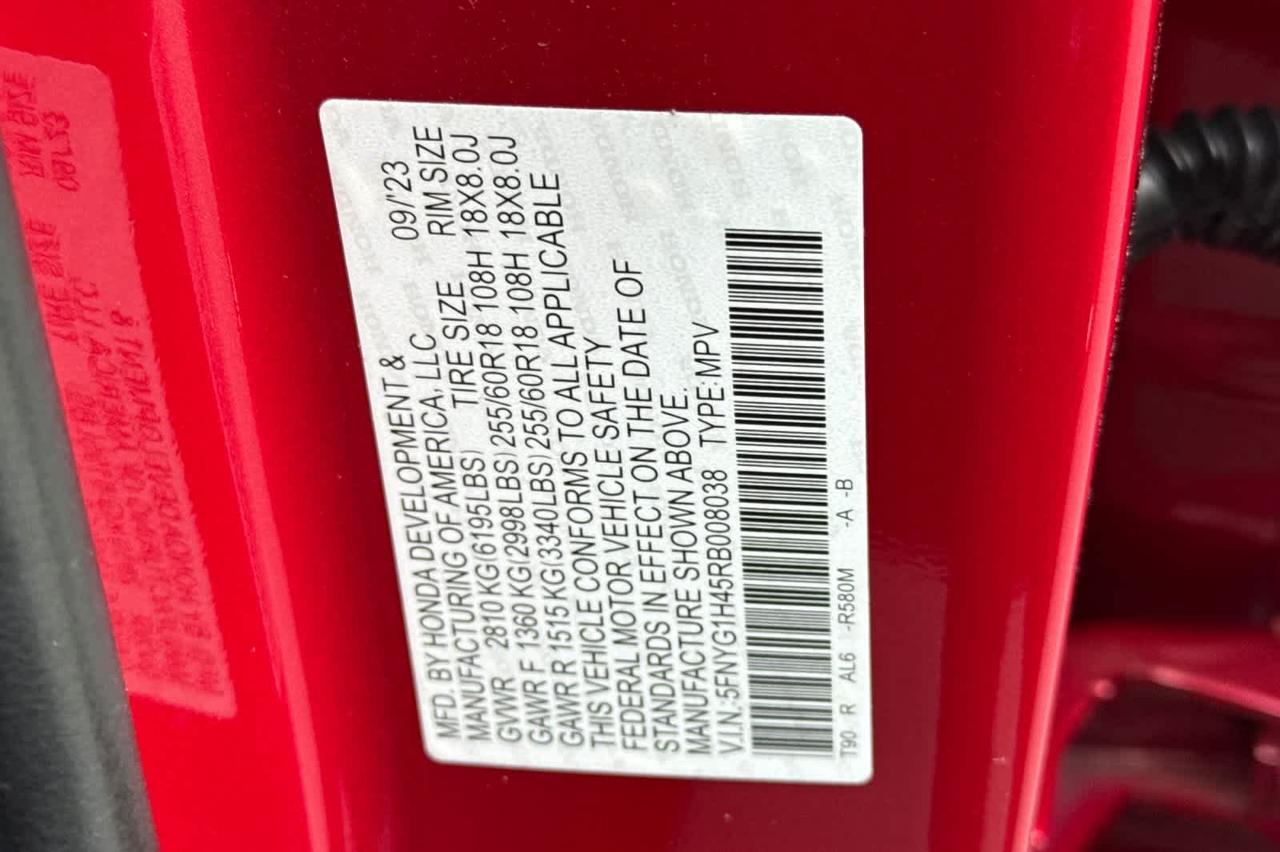 MFD. BY HONDA DEVELOPMENT & 09/'23
MANUFACTURING OF AMERICA, LLC
TIRE SIZE RIM SIZE
GVWR 2810 KG(6195LBS)
GAWR F 1360 KG(2998LBS) 255/60R18 108H 18X8.0J
GAWR R 1515 KG(3340LBS) 255/60R18 108H 18X8.0J
THIS VEHICLE CONFORMS TO ALL APPLICABLE
FEDERAL MOTOR VEHICLE SAFETY
STANDARDS IN EFFECT ON THE DATE OF
MANUFACTURE SHOWN ABOVE.
V.I.N.:5FNYG1H45RB008038 TYPE: MPV
T90 R AL6 -R580M -A -B